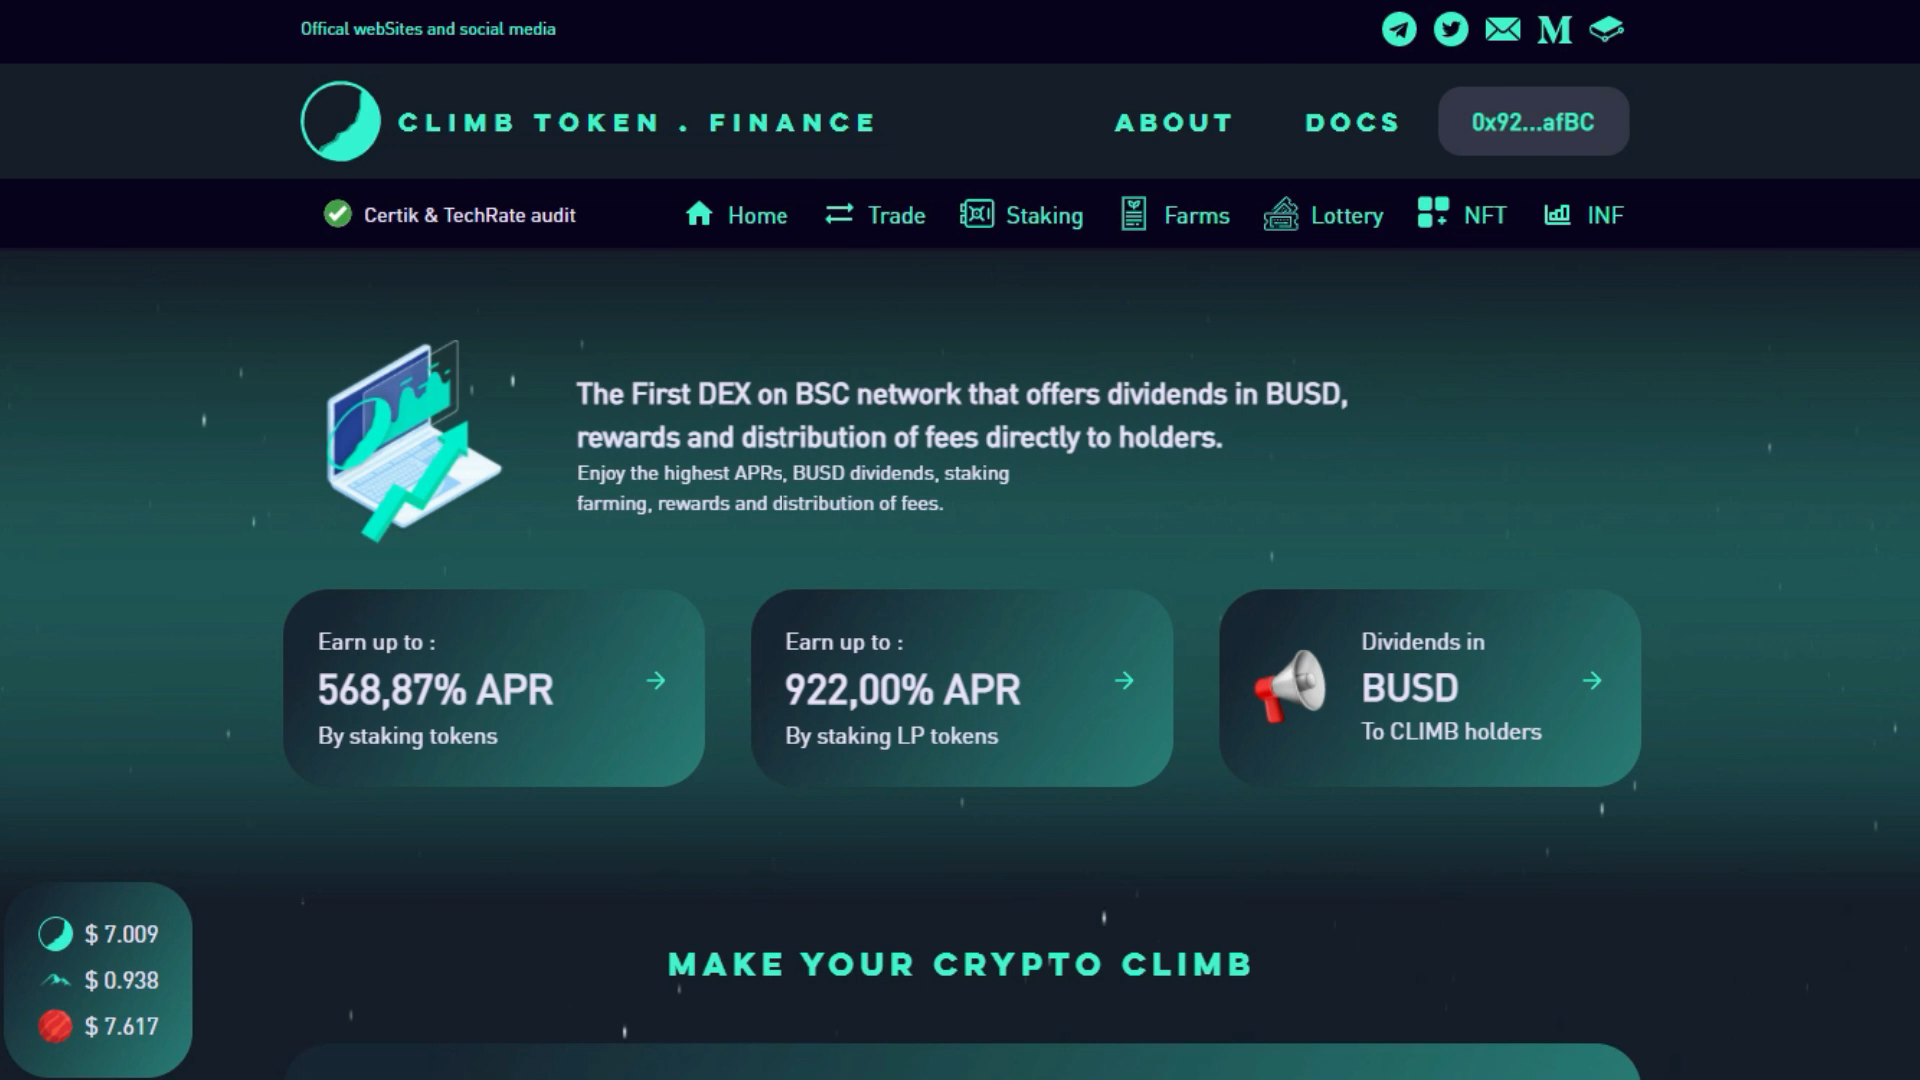 Offical webSites and social media
M
CLIMB TOKEN . FINANCE
ABOUT
DOCS
0x92...afBC
Certik & TechRate audit
Home
Trade
Staking
Farms
Lottery
NFT
INF
The First DEX on BSC network that offers dividends in BUSD,
rewards and distribution of fees directly to holders.
Enjoy the highest APRs, BUSD dividends, staking
farming, rewards and distribution of fees.
Earn up to :
568,87% APR
By staking tokens
Earn up to :
922,00% APR
By staking LP tokens
Dividends in
BUSD
To CLIMB holders
$ 7.009
$ 0.938
$ 7.617
MAKE YOUR CRYPTO CLIMB